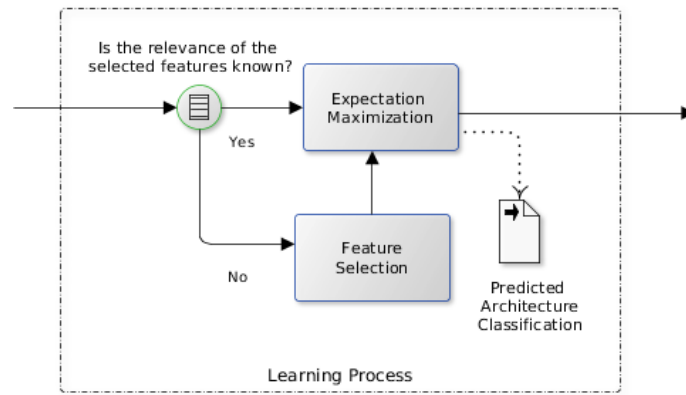 Is the relevance of the
selected features known?
Expectation
Maximization
Yes
Feature
Selection
No
Predicted
Architecture
Classification
Learning Process